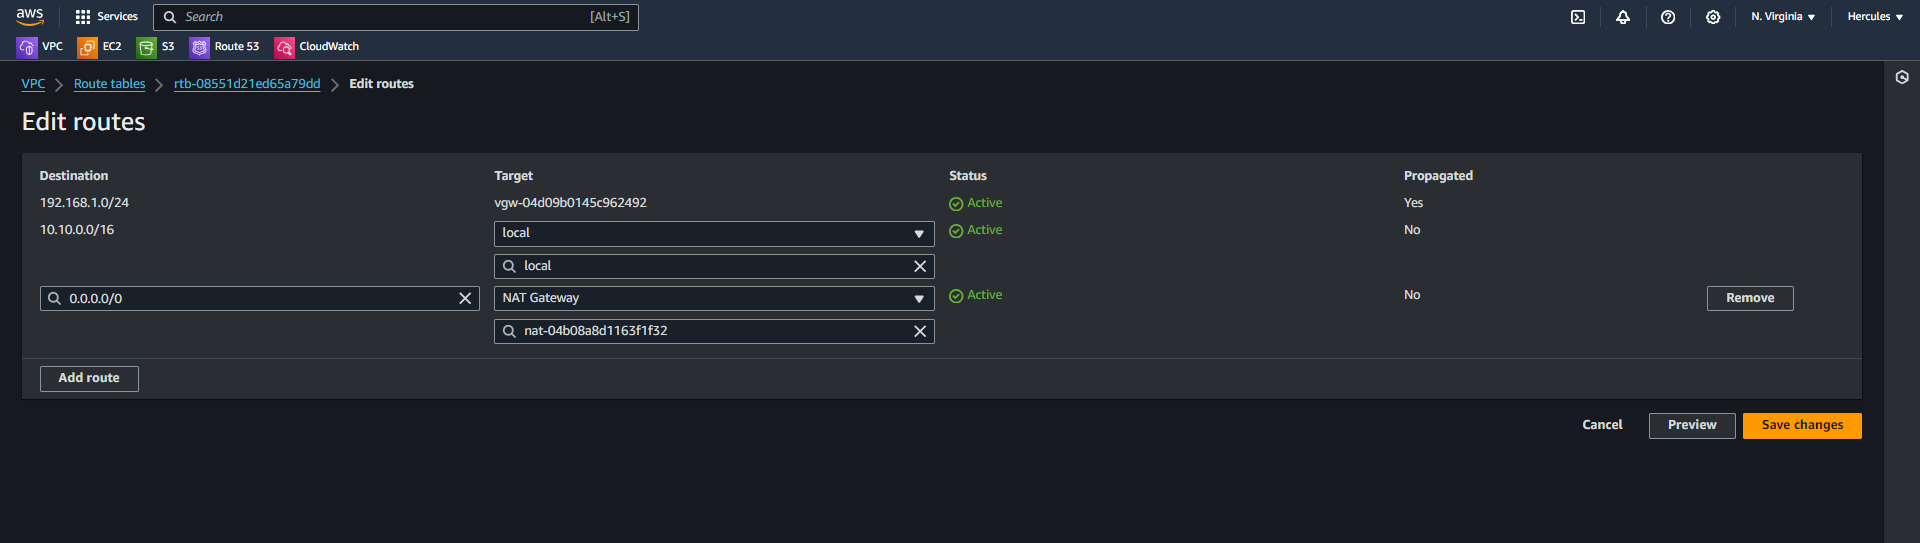 aws Services Search [Alt+S] N. Virginia Hercules
VPC EC2 S3 Route 53 CloudWatch
VPC Route tables rtb-08551d21ed65a79dd Edit routes
Edit routes
Destination Target Status Propagated
192.168.1.0/24 vgw-04d09b0145c962492 Active Yes
10.10.0.0/16 local Active No
local
0.0.0.0/0 NAT Gateway Active No Remove
nat-04b08a8d1163f1f32
Add route
Cancel Preview Save changes